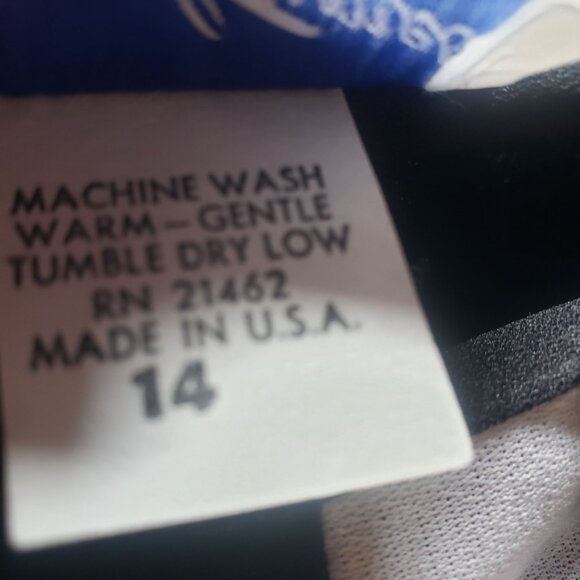 MACHINE WASH
WARM – GENTLE
TUMBLE DRY LOW
RN 21462
MADE IN U.S.A.
14